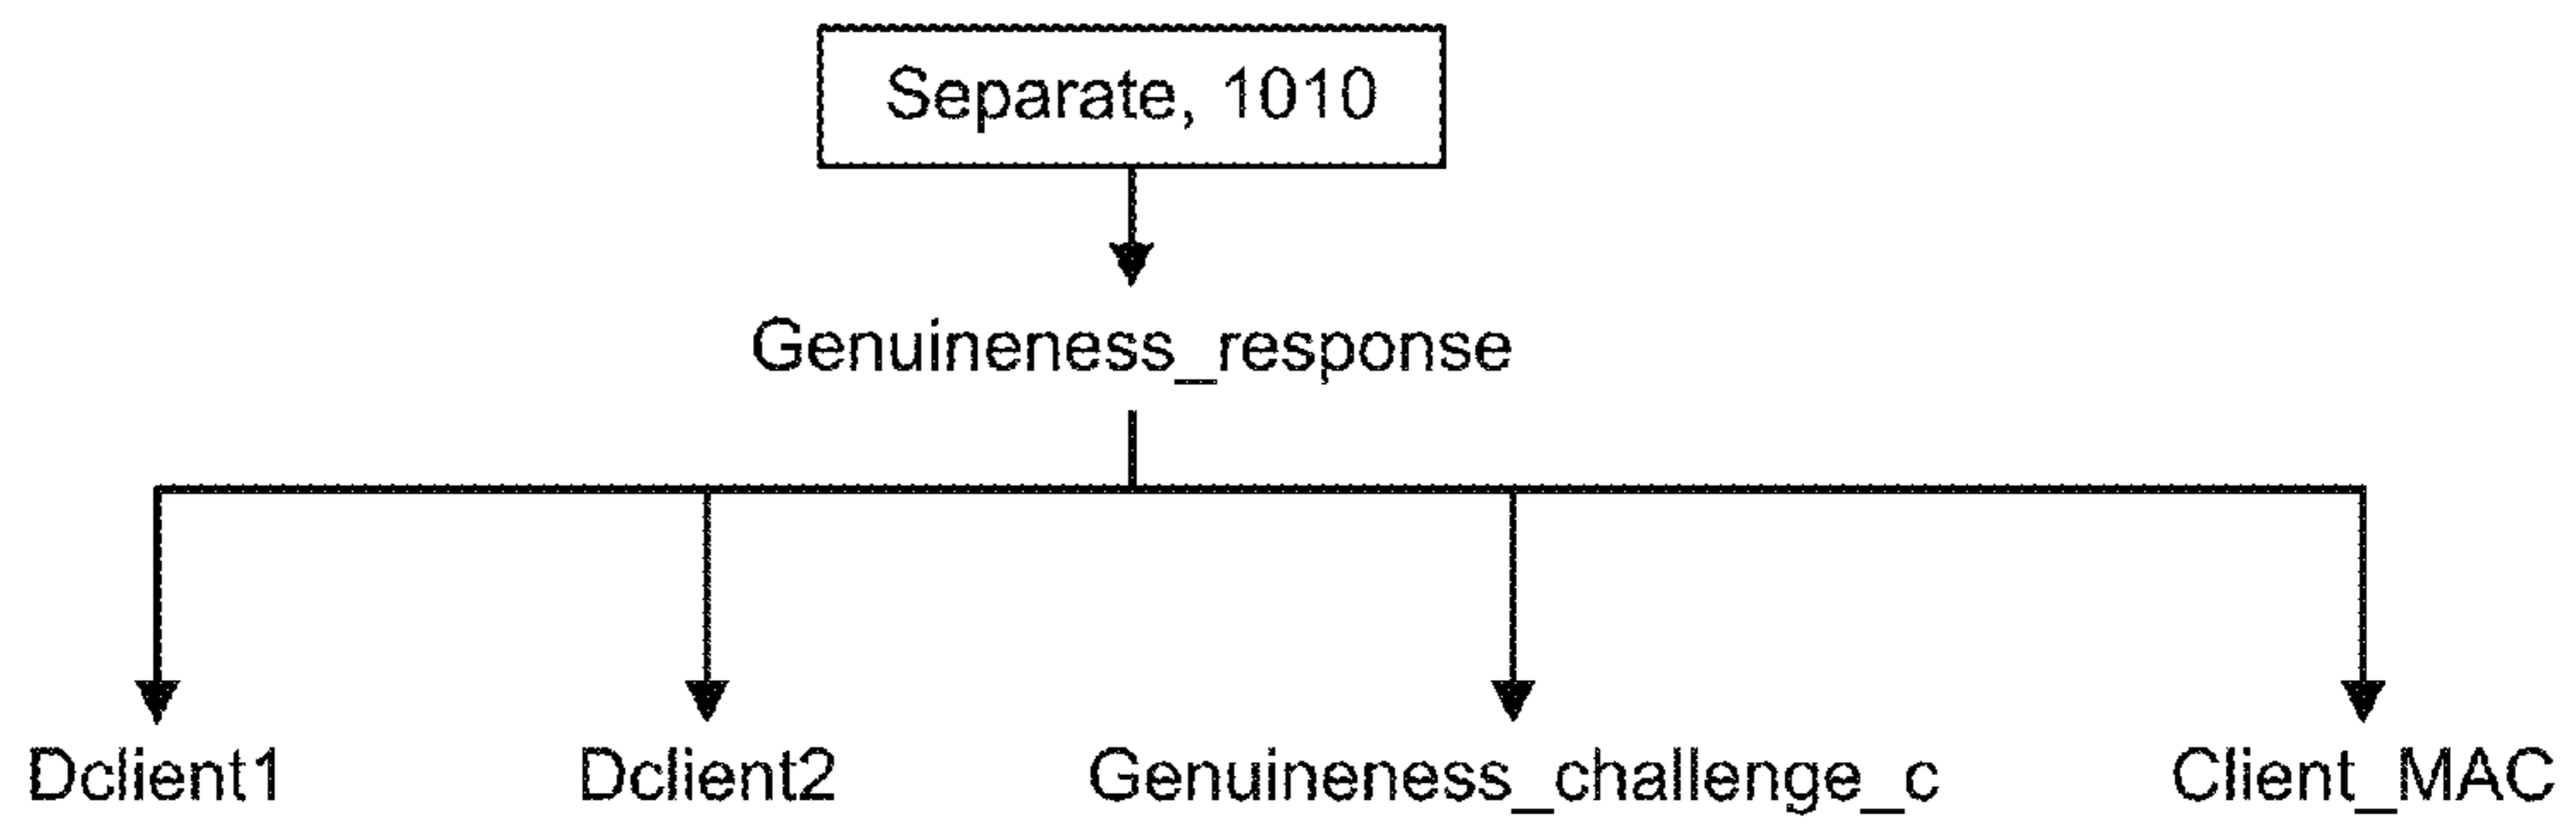 Separate, 1010
Genuineness_response
Dclient1 Dclient2 Genuineness_challenge_c Client_MAC